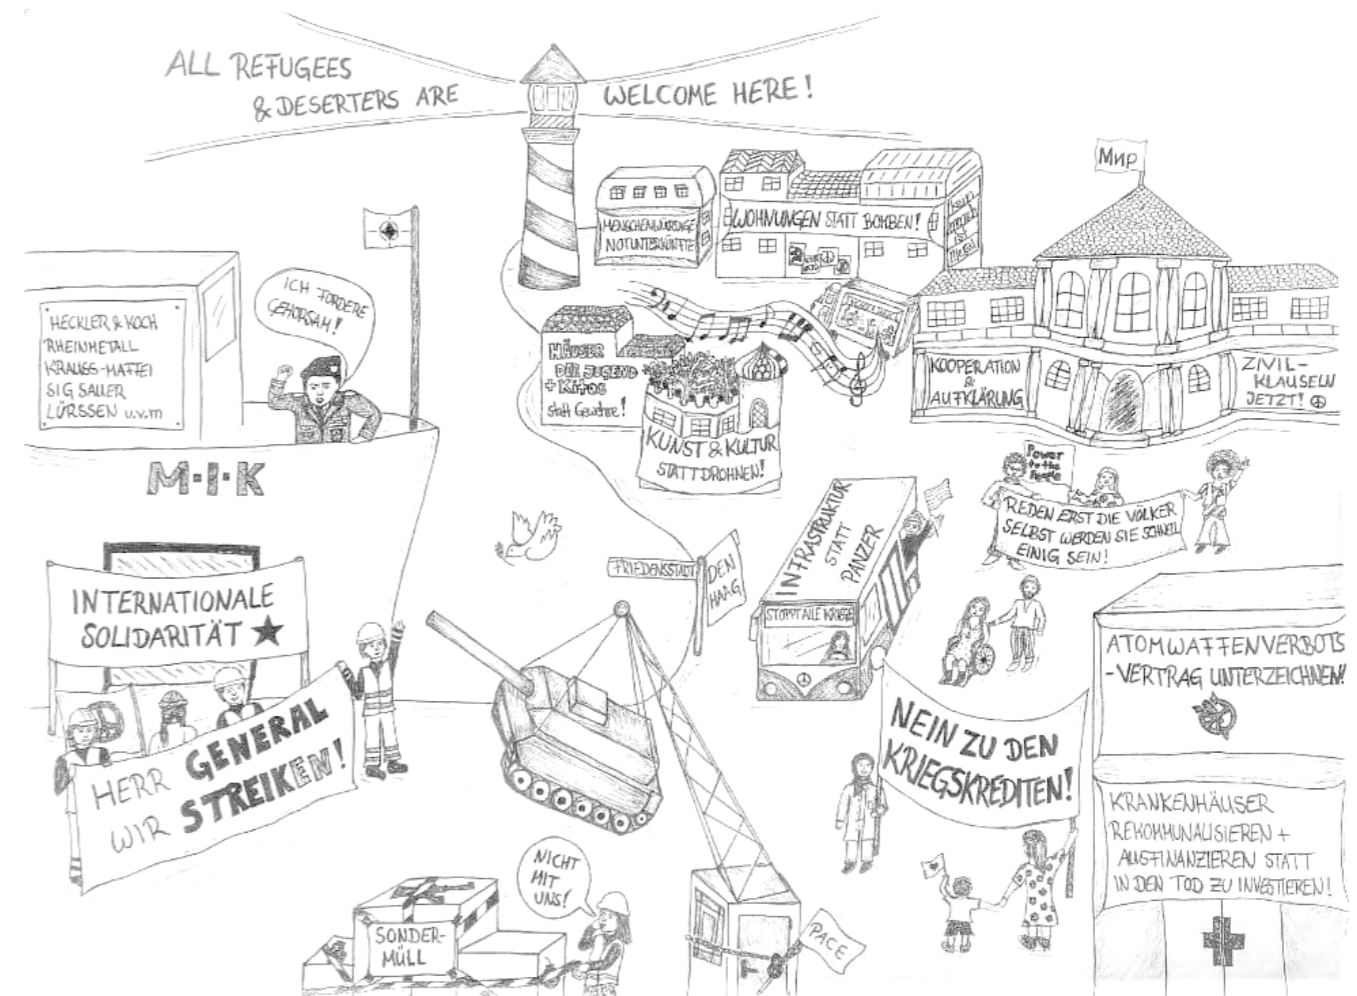 ALL REFUGEES
& DESERTERS ARE
WELCOME HERE!
Мир
MENSCHENWÜRDIGE
NOTUNTERKÜNFTE
WOHNUNGEN STATT BOMBEN!
ICH FORDERE
GEHORSAM!
HECKLER & KOCH
RHEINMETALL
KRAUSS-MAFFEI
SIG SAUER
LÜRSSEN u.v.m
M·I·K
HÄUSER
DER JUGEND
+ Kitas
statt Gewehre!
KUNST & KULTUR
STATT DROHNEN!
KOOPERATION
&
AUFKLÄRUNG
ZIVIL-
KLAUSELN
JETZT!
Power
to the
People
REDEN ERST DIE VÖLKER
SELBST WERDEN SIE SCHNELL
EINIG SEIN!
INFRASTRUKTUR
STATT
PANZER
STOPPT ALLE KRIEGE
FRIEDENSSTADT
DEN
HAAG
INTERNATIONALE
SOLIDARITÄT
HERR GENERAL
WIR STREIKEN!
NEIN ZU DEN
KRIEGSKREDITEN!
ATOMWAFFENVERBOTS
-VERTRAG UNTERZEICHNEN!
KRANKENHÄUSER
REKOMMUNALISIEREN +
AUSFINANZIEREN STATT
IN DEN TOD ZU INVESTIEREN!
NICHT
MIT
UNS!
SONDER-
MÜLL
PACE